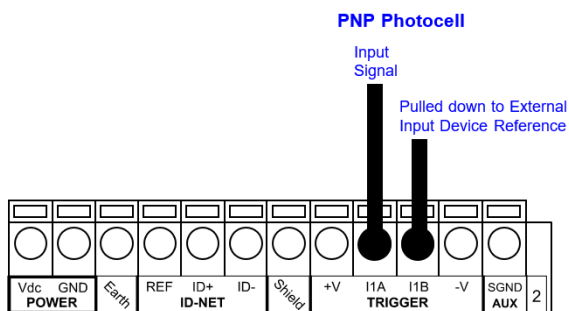 PNP Photocell
Input
Signal
Pulled down to External
Input Device Reference
Vdc GND Earth REF ID+ ID- Shield +V I1A I1B -V SGND 2
POWER ID-NET TRIGGER AUX